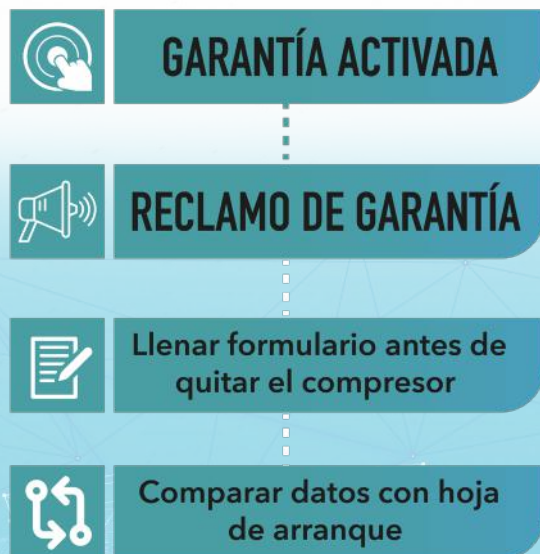 GARANTÍA ACTIVADA
RECLAMO DE GARANTÍA
Llenar formulario antes de
quitar el compresor
Comparar datos con hoja
de arranque